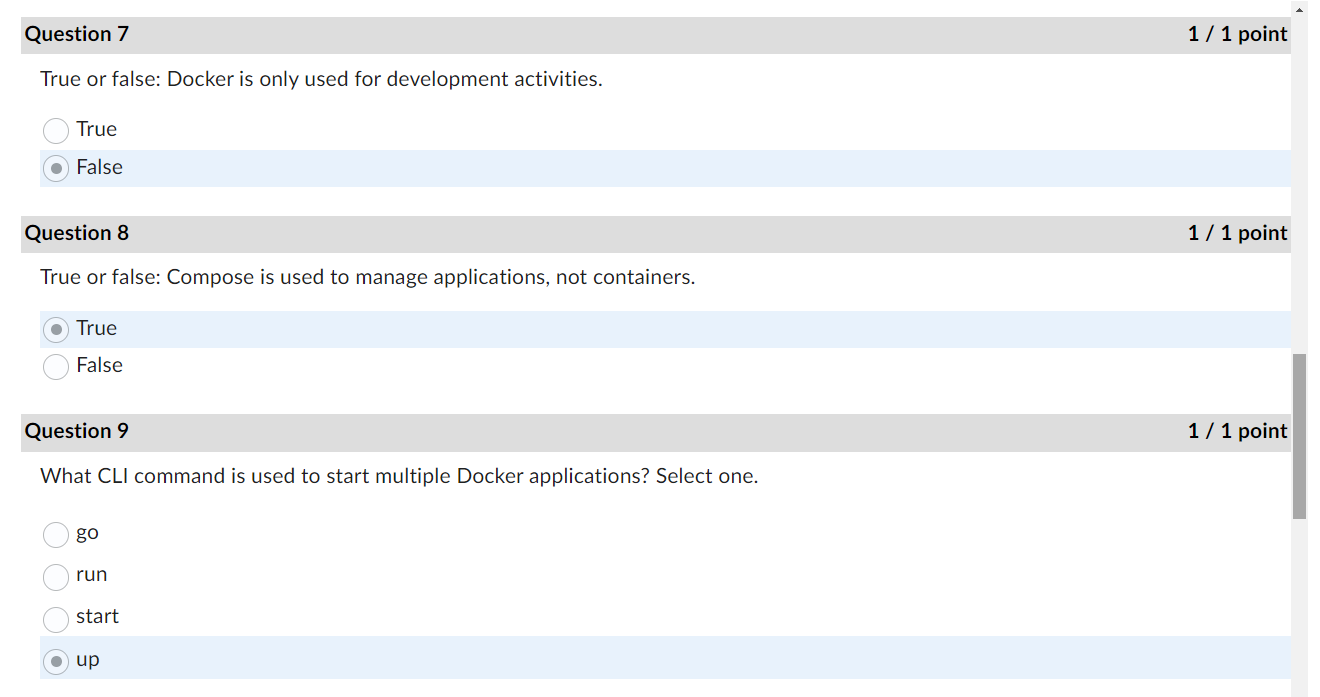 Question 7 1 / 1 point
True or false: Docker is only used for development activities.
True
False
Question 8 1 / 1 point
True or false: Compose is used to manage applications, not containers.
True
False
Question 9 1 / 1 point
What CLI command is used to start multiple Docker applications? Select one.
go
run
start
up